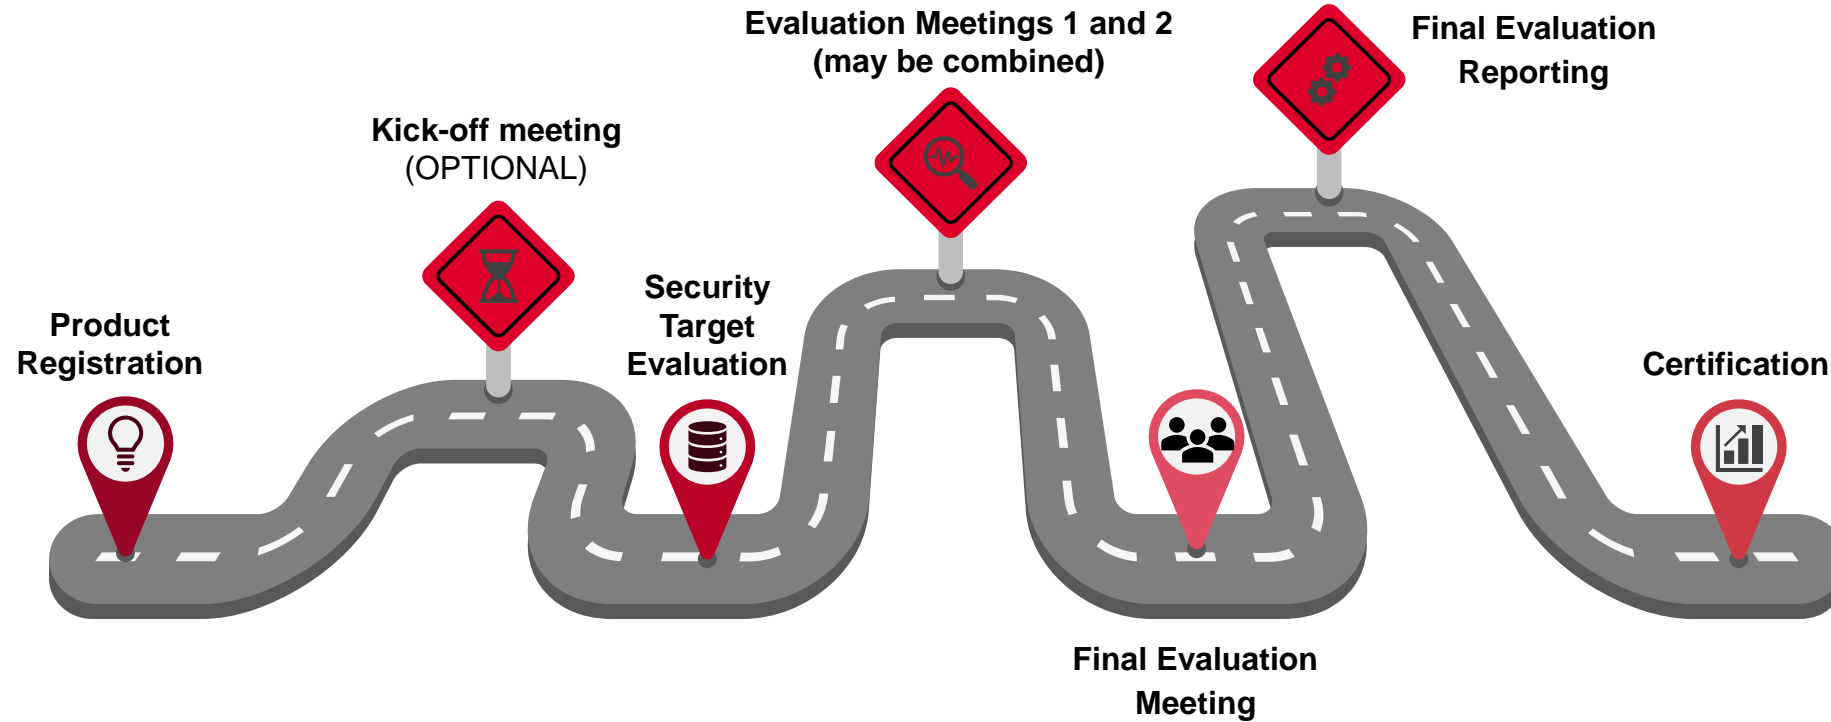 Product
Registration
Kick-off meeting
(OPTIONAL)
Security
Target
Evaluation
Evaluation Meetings 1 and 2
(may be combined)
Final Evaluation
Meeting
Final Evaluation
Reporting
Certification